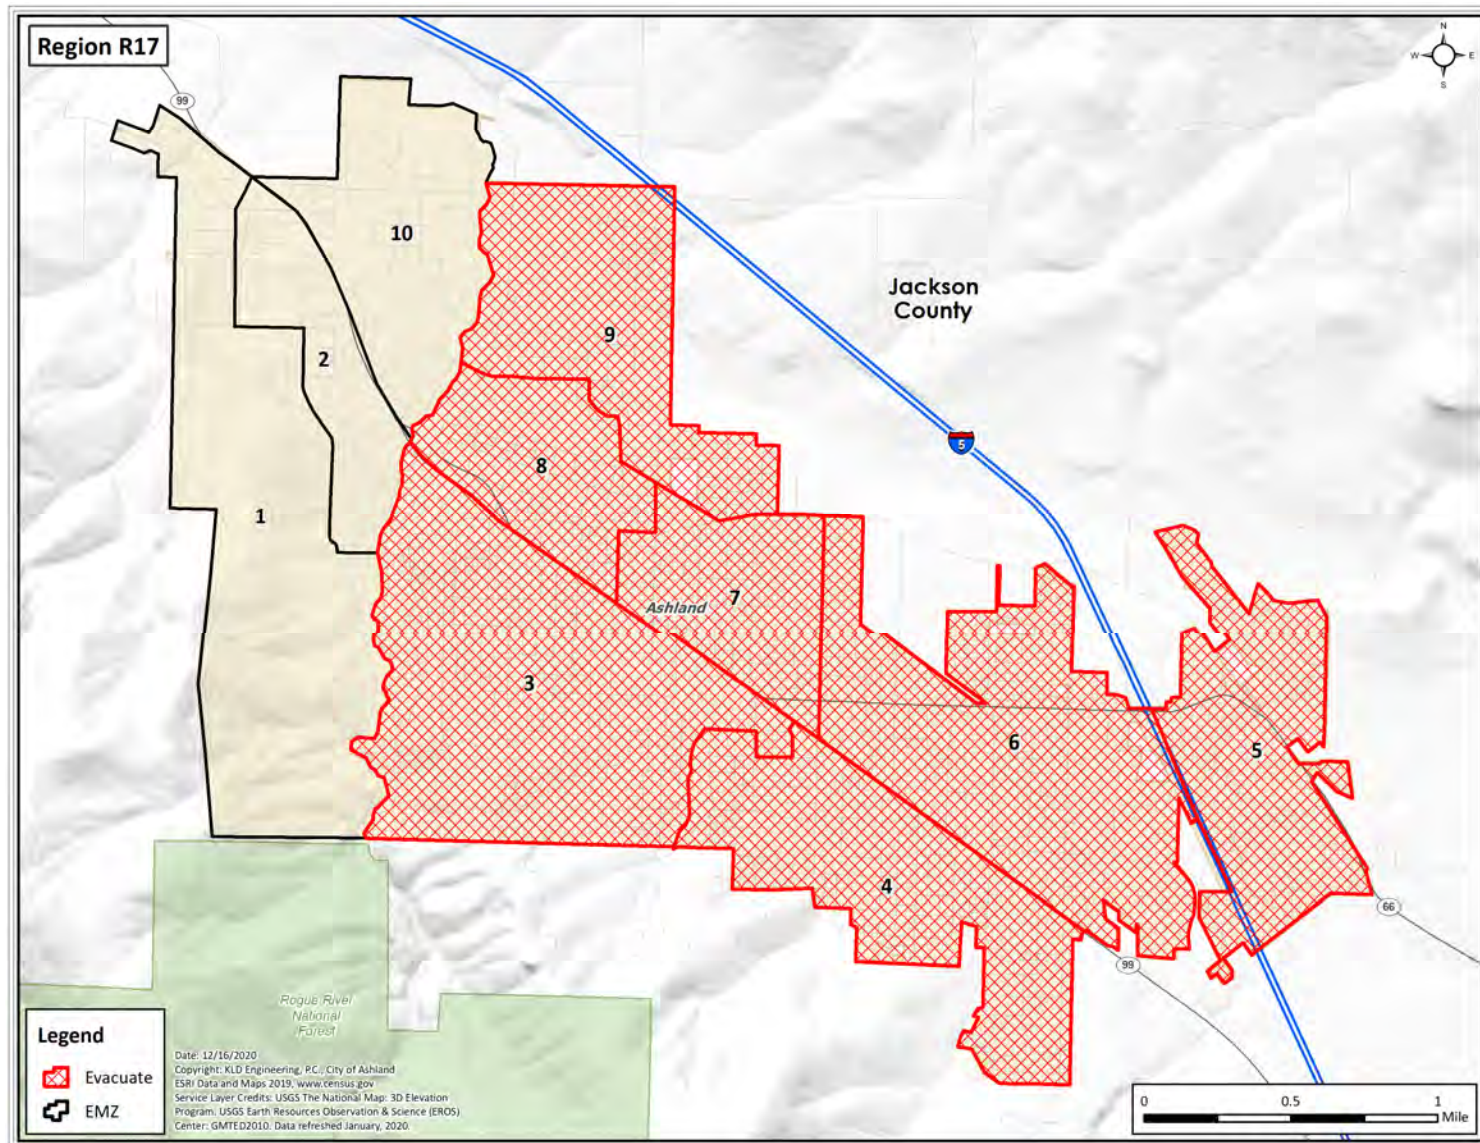 Region R17
N
W E
S
99
10
Jackson
County
9
2
5
8
1
7
Ashland
3
6
5
4
66
99
Rogue River
National
Forest
Legend
Evacuate
EMZ
Date: 12/16/2020
Copyright: KLD Engineering, P.C., City of Ashland
ESRI Data and Maps 2019, www.census.gov
Service Layer Credits: USGS The National Map: 3D Elevation
Program. USGS Earth Resources Observation & Science (EROS)
Center: GMTED2010. Data refreshed January, 2020.
0 0.5 1
Mile